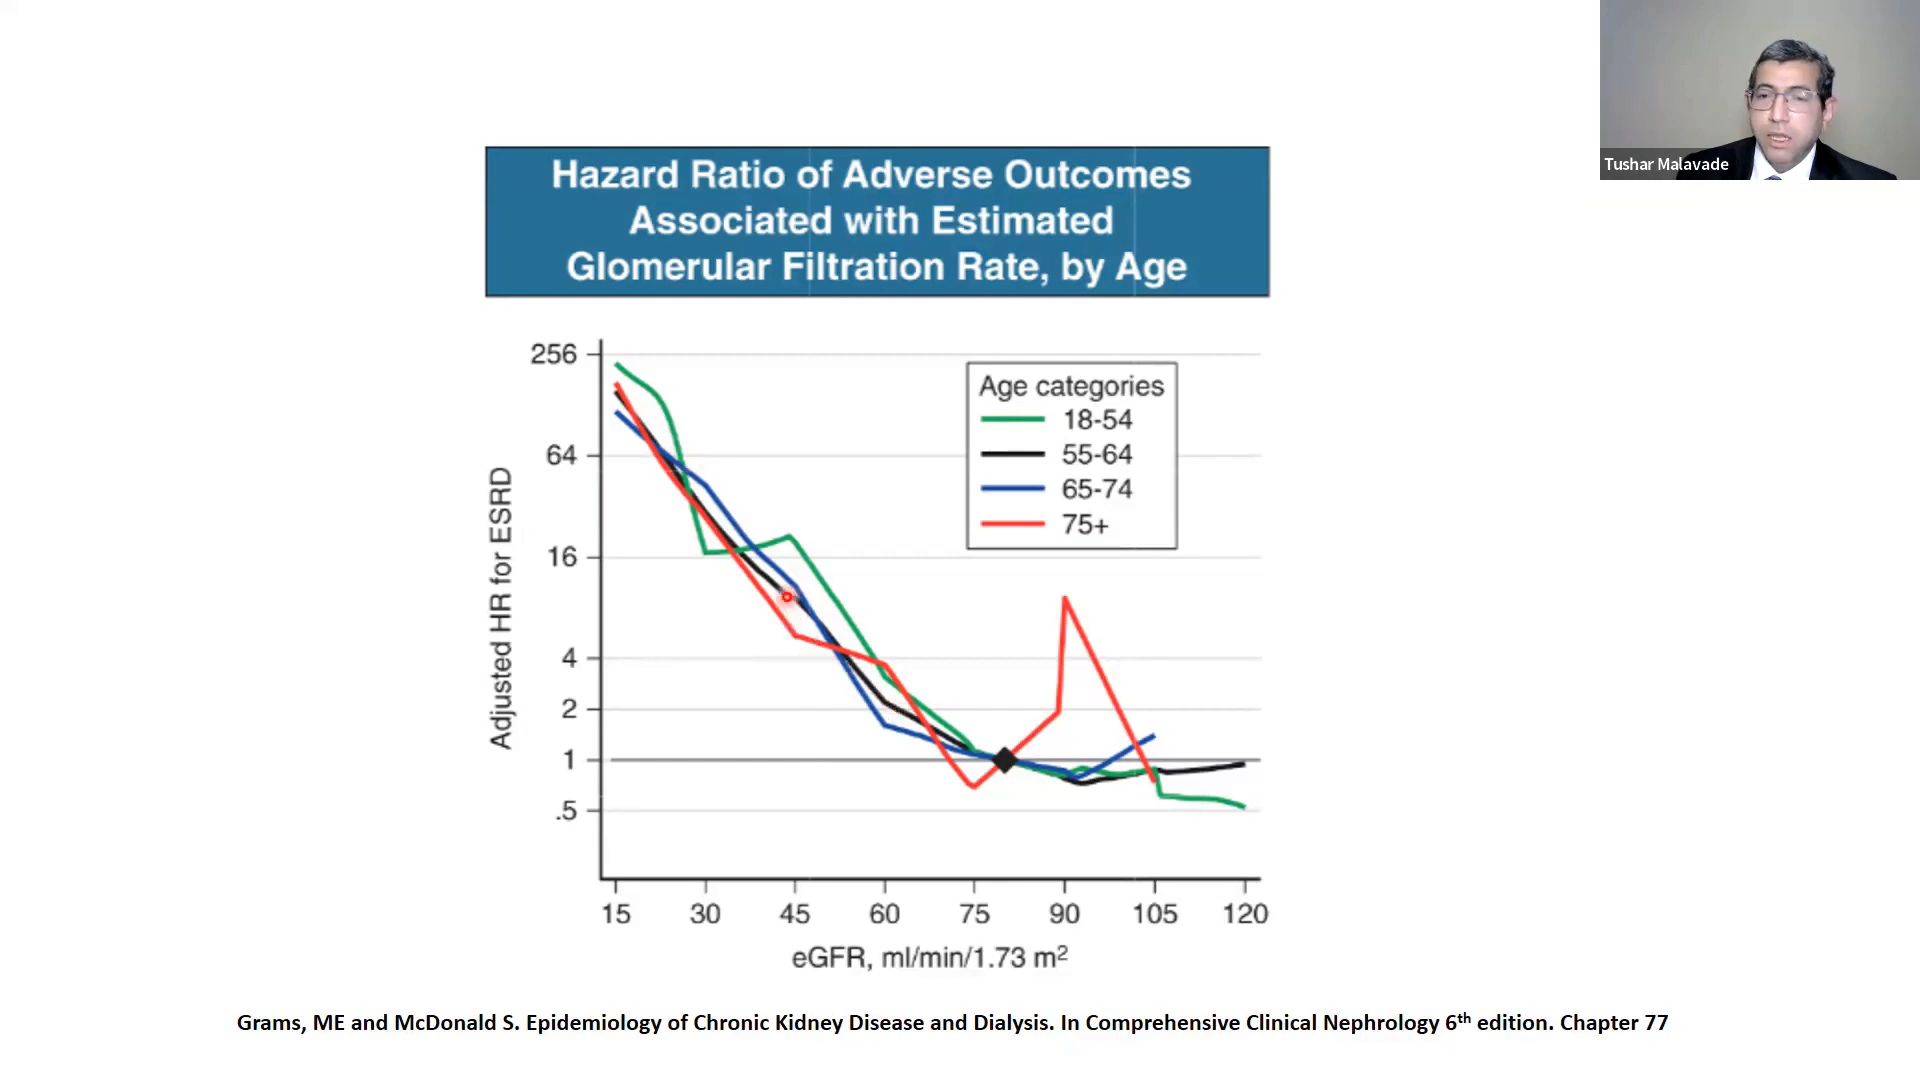 Tushar Malavade
Hazard Ratio of Adverse Outcomes
Associated with Estimated
Glomerular Filtration Rate, by Age
Adjusted HR for ESRD
256
64
16
4
2
1
.5
Age categories
18-54
55-64
65-74
75+
15 30 45 60 75 90 105 120
eGFR, ml/min/1.73 m²
Grams, ME and McDonald S. Epidemiology of Chronic Kidney Disease and Dialysis. In Comprehensive Clinical Nephrology 6th edition. Chapter 77